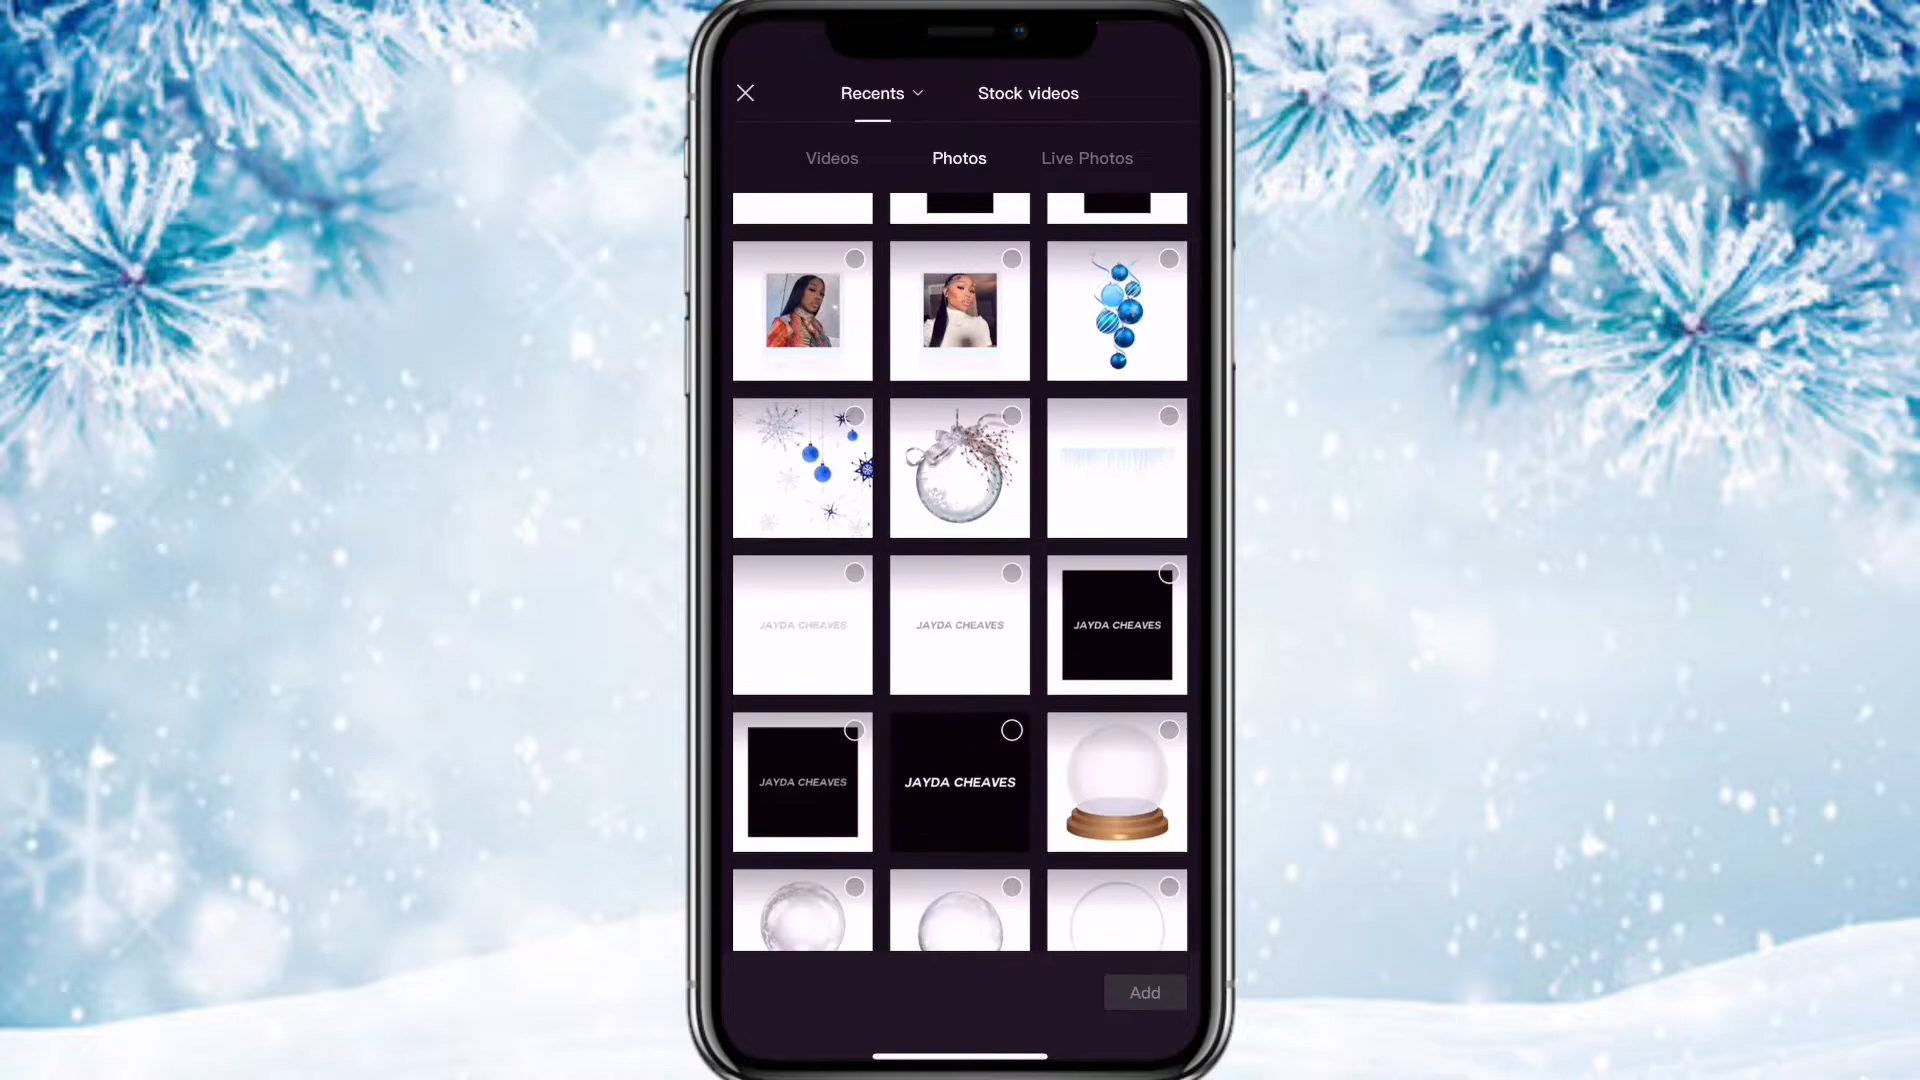 Recents
Stock videos
Videos
Photos
Live Photos
JAYDA CHEAVES
JAYDA CHEAVES
JAYDA CHEAVES
JAYDA CHEAVES
JAYDA CHEAVES
Add